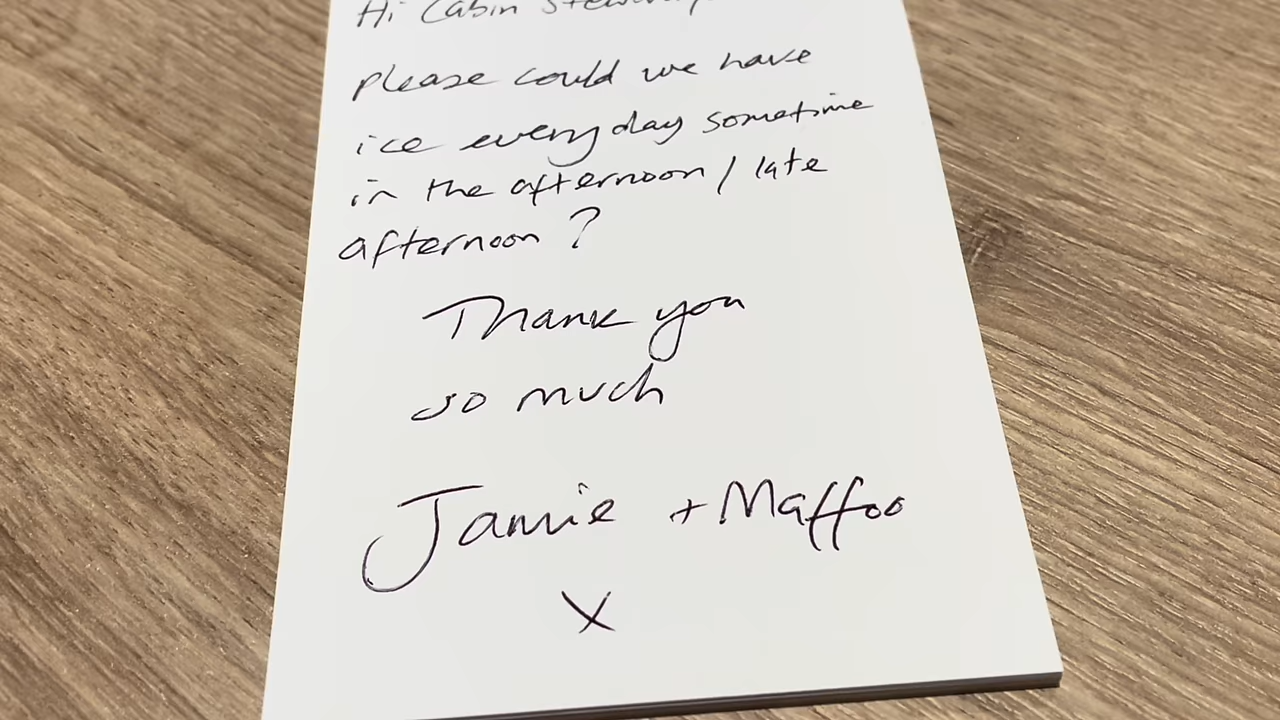 Hi Cabin
please could we have
ice everyday sometime
in the afternoon / late
afternoon ?
Thank you
so much
Jamie + Maffoo
X